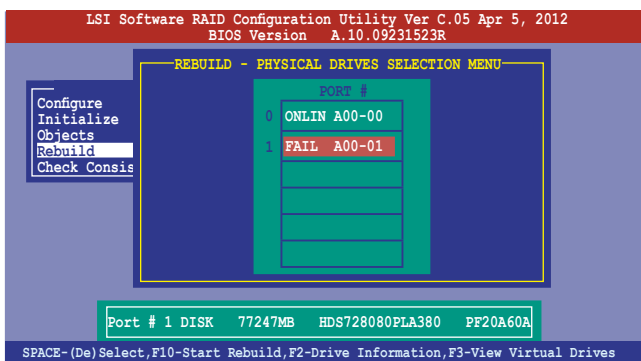 LSI Software RAID Configuration Utility Ver C.05 Apr 5, 2012
BIOS Version A.10.09231523R
REBUILD - PHYSICAL DRIVES SELECTION MENU
Configure
Initialize
Objects
Rebuild
Check Consis
PORT #
0 ONLIN A00-00
1 FAIL A00-01
Port # 1 DISK 77247MB HDS728080PLA380 PF20A60A
SPACE-(De)Select,F10-Start Rebuild,F2-Drive Information,F3-View Virtual Drives